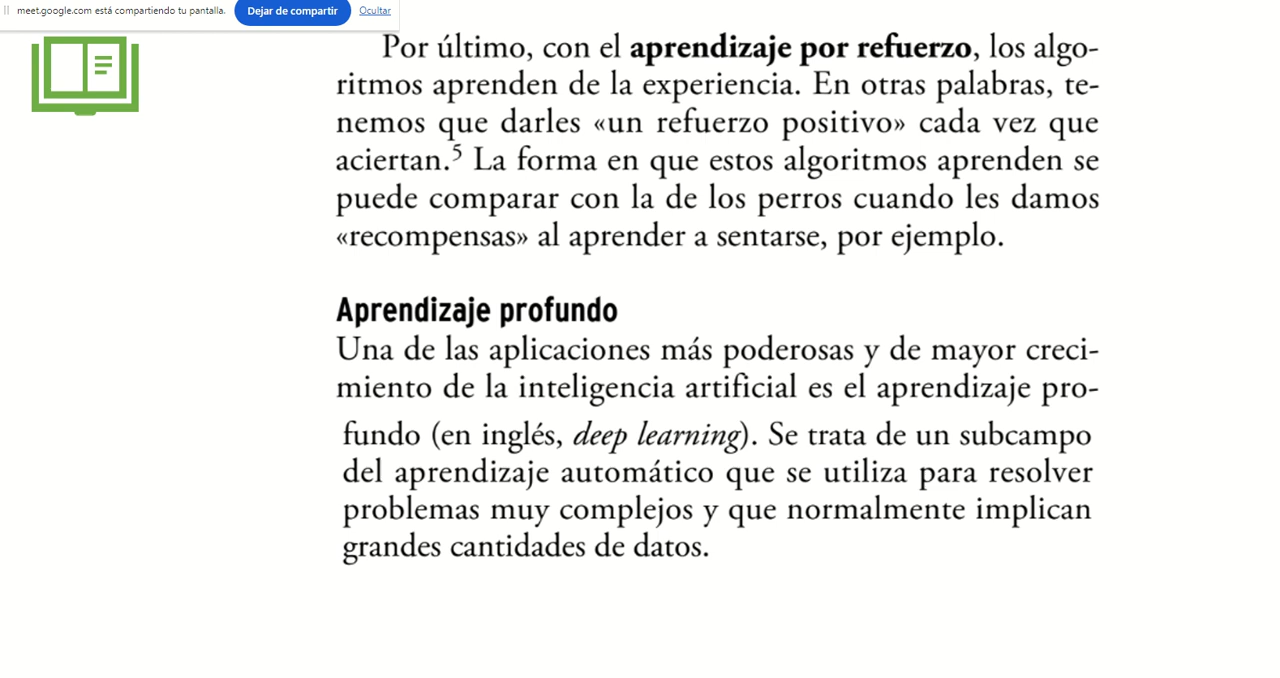 meet.google.com está compartiendo tu pantalla.
Dejar de compartir
Ocultar
Por último, con el aprendizaje por refuerzo, los algo-
ritmos aprenden de la experiencia. En otras palabras, te-
nemos que darles «un refuerzo positivo» cada vez que
aciertan.⁵ La forma en que estos algoritmos aprenden se
puede comparar con la de los perros cuando les damos
«recompensas» al aprender a sentarse, por ejemplo.
Aprendizaje profundo
Una de las aplicaciones más poderosas y de mayor creci-
miento de la inteligencia artificial es el aprendizaje pro-
fundo (en inglés, deep learning). Se trata de un subcampo
del aprendizaje automático que se utiliza para resolver
problemas muy complejos y que normalmente implican
grandes cantidades de datos.